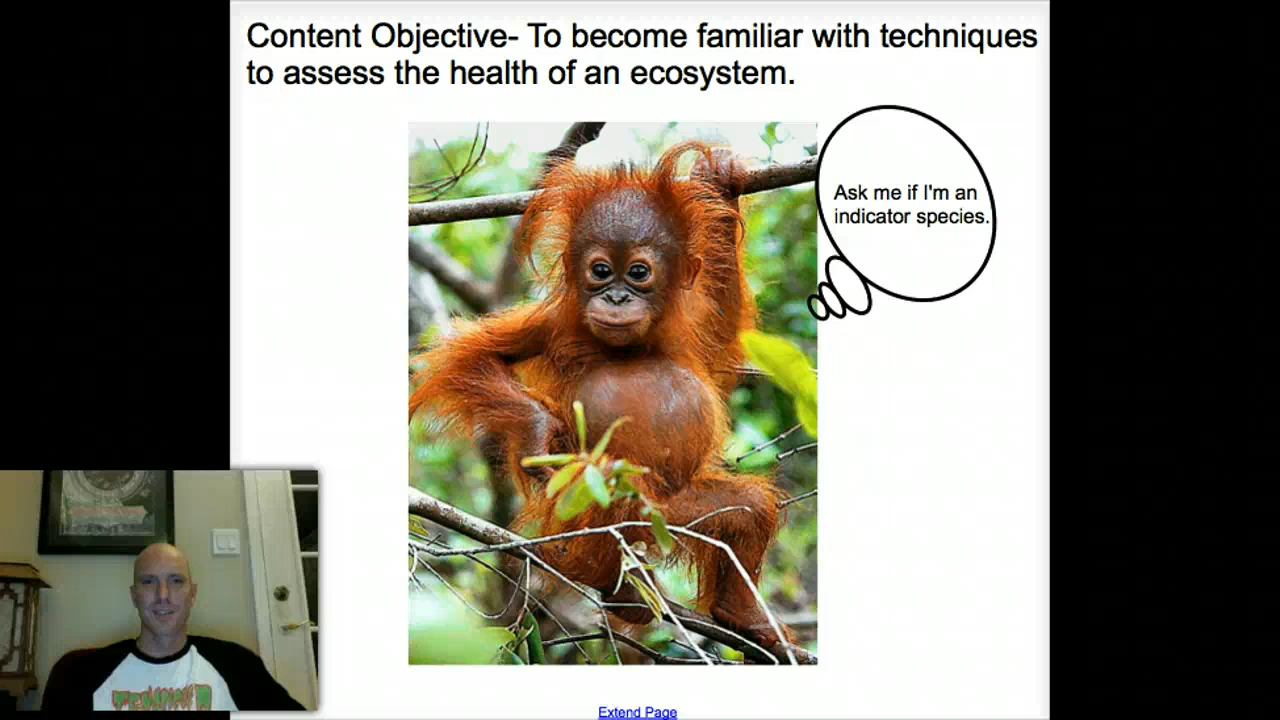 Content Objective- To become familiar with techniques
to assess the health of an ecosystem.
Ask me if I'm an
indicator species.
Extend Page